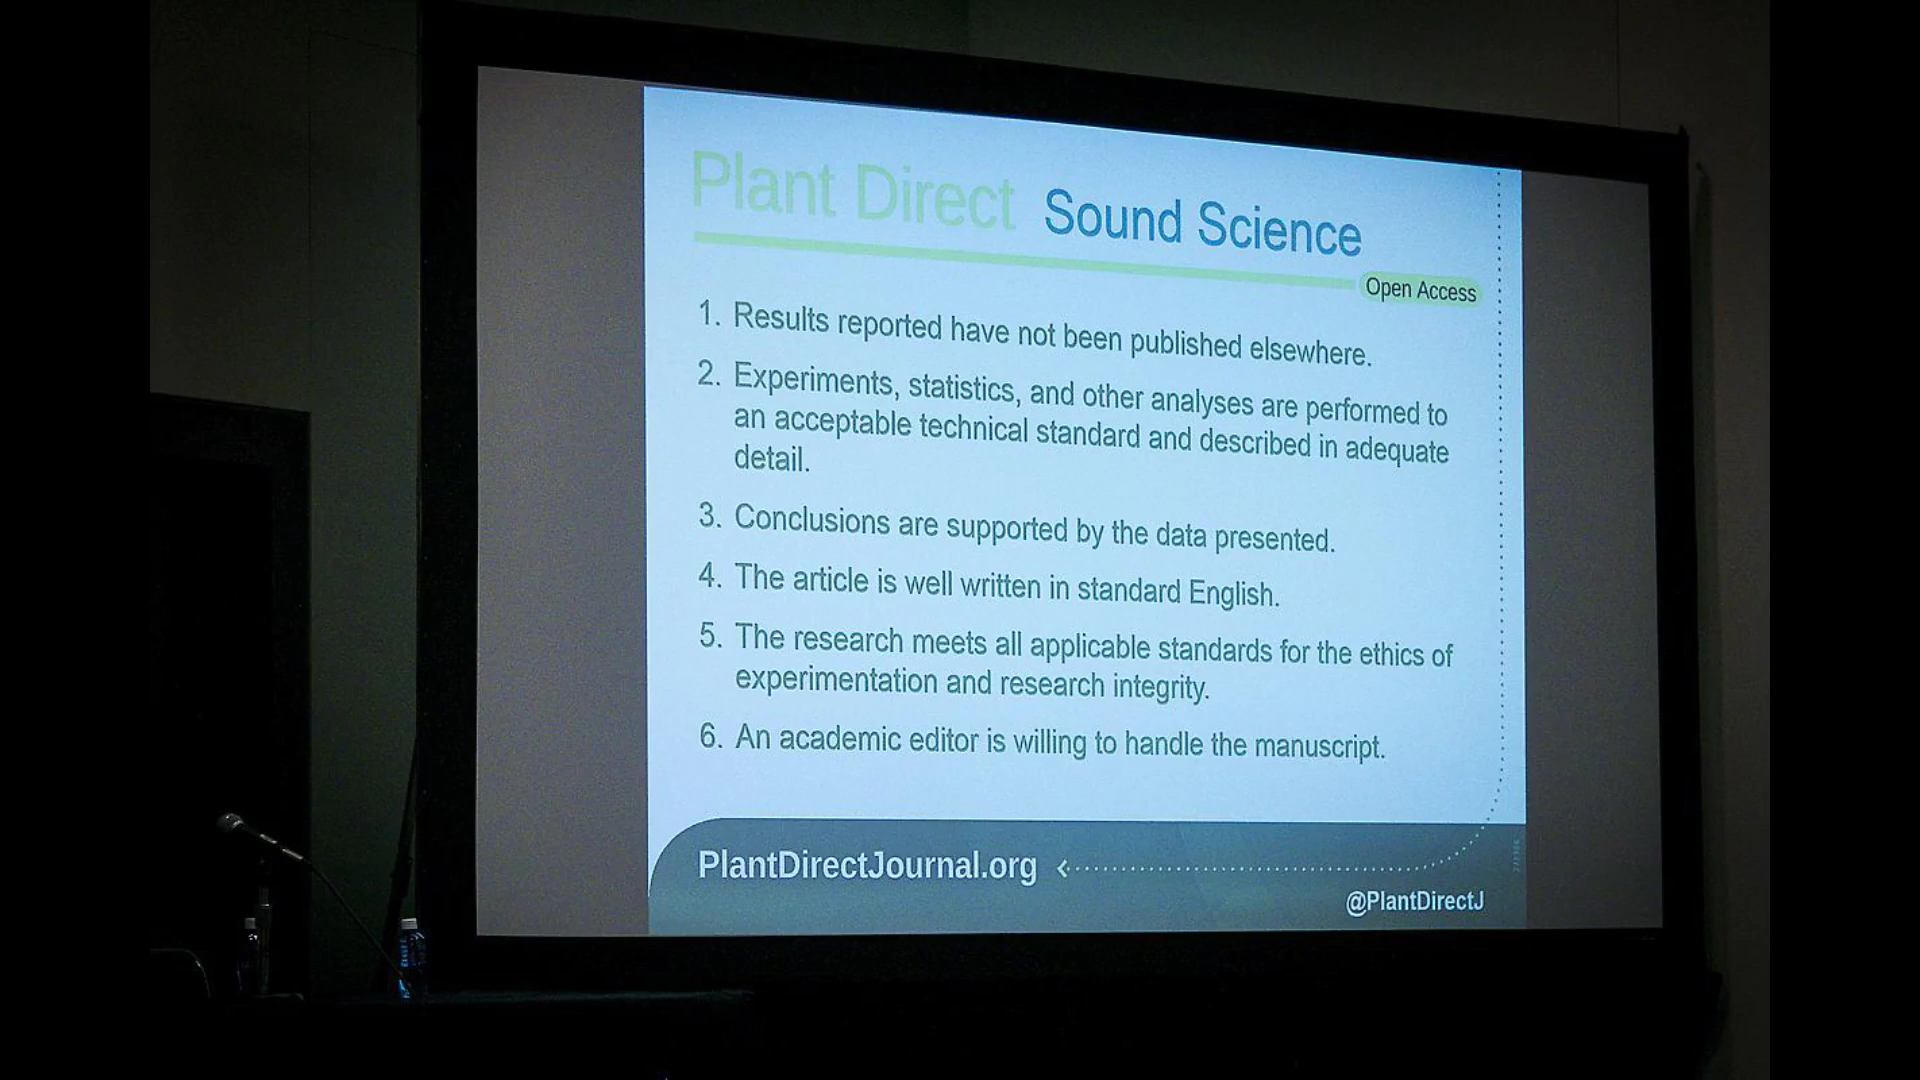 Plant Direct Sound Science
Open Access
1. Results reported have not been published elsewhere.
2. Experiments, statistics, and other analyses are performed to
an acceptable technical standard and described in adequate
detail.
3. Conclusions are supported by the data presented.
4. The article is well written in standard English.
5. The research meets all applicable standards for the ethics of
experimentation and research integrity.
6. An academic editor is willing to handle the manuscript.
PlantDirectJournal.org
@PlantDirectJ